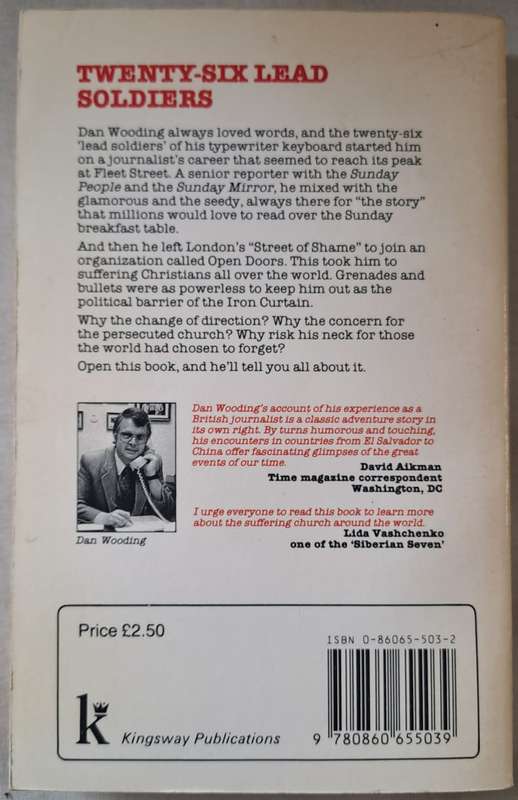 TWENTY-SIX LEAD
SOLDIERS
Dan Wooding always loved words, and the twenty-six
'lead soldiers' of his typewriter keyboard started him
on a journalist's career that seemed to reach its peak
at Fleet Street. A senior reporter with the Sunday
People and the Sunday Mirror, he mixed with the
glamorous and the seedy, always there for "the story"
that millions would love to read over the Sunday
breakfast table.
And then he left London's "Street of Shame" to join an
organization called Open Doors. This took him to
suffering Christians all over the world. Grenades and
bullets were as powerless to keep him out as the
political barrier of the Iron Curtain.
Why the change of direction? Why the concern for
the persecuted church? Why risk his neck for those
the world had chosen to forget?
Open this book, and he'll tell you all about it.
Dan Wooding's account of his experience as a
British journalist is a classic adventure story in
its own right. By turns humorous and touching,
his encounters in countries from El Salvador to
China offer fascinating glimpses of the great
events of our time.
David Aikman
Time magazine correspondent
Washington, DC
I urge everyone to read this book to learn more
about the suffering church around the world.
Lida Vashchenko
one of the 'Siberian Seven'
Dan Wooding
Price £2.50
ISBN 0-86065-503-2
k
Kingsway Publications
9 780860 655039